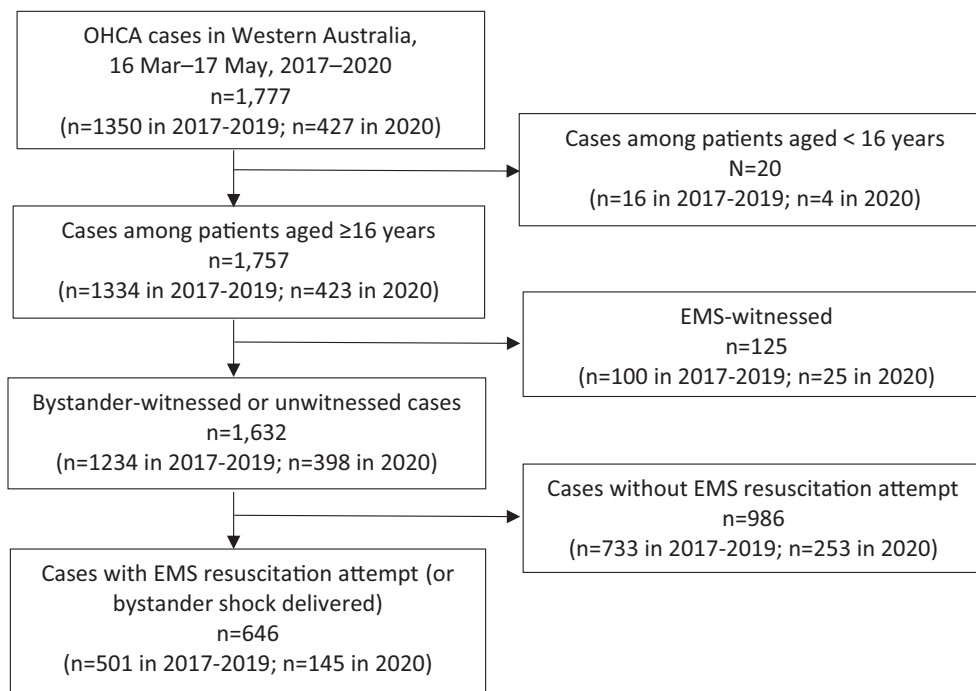 OHCA cases in Western Australia,
16 Mar–17 May, 2017–2020
n=1,777
(n=1350 in 2017-2019; n=427 in 2020)
Cases among patients aged < 16 years
N=20
(n=16 in 2017-2019; n=4 in 2020)
Cases among patients aged ≥16 years
n=1,757
(n=1334 in 2017-2019; n=423 in 2020)
EMS-witnessed
n=125
(n=100 in 2017-2019; n=25 in 2020)
Bystander-witnessed or unwitnessed cases
n=1,632
(n=1234 in 2017-2019; n=398 in 2020)
Cases without EMS resuscitation attempt
n=986
(n=733 in 2017-2019; n=253 in 2020)
Cases with EMS resuscitation attempt (or
bystander shock delivered)
n=646
(n=501 in 2017-2019; n=145 in 2020)